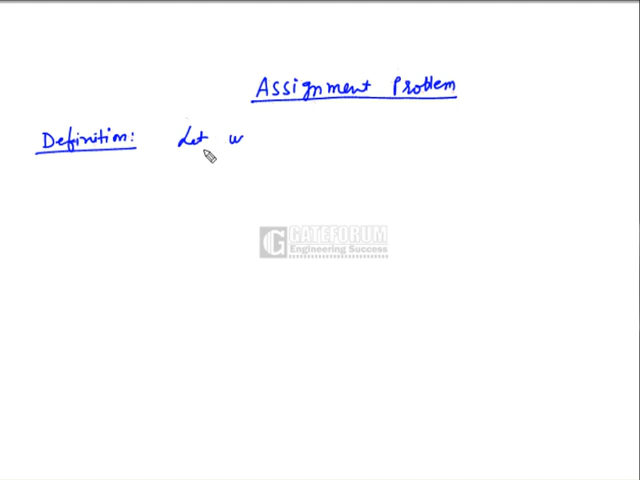 Assignment Problem
Definition: Let w
GATEFORUM
Engineering Success